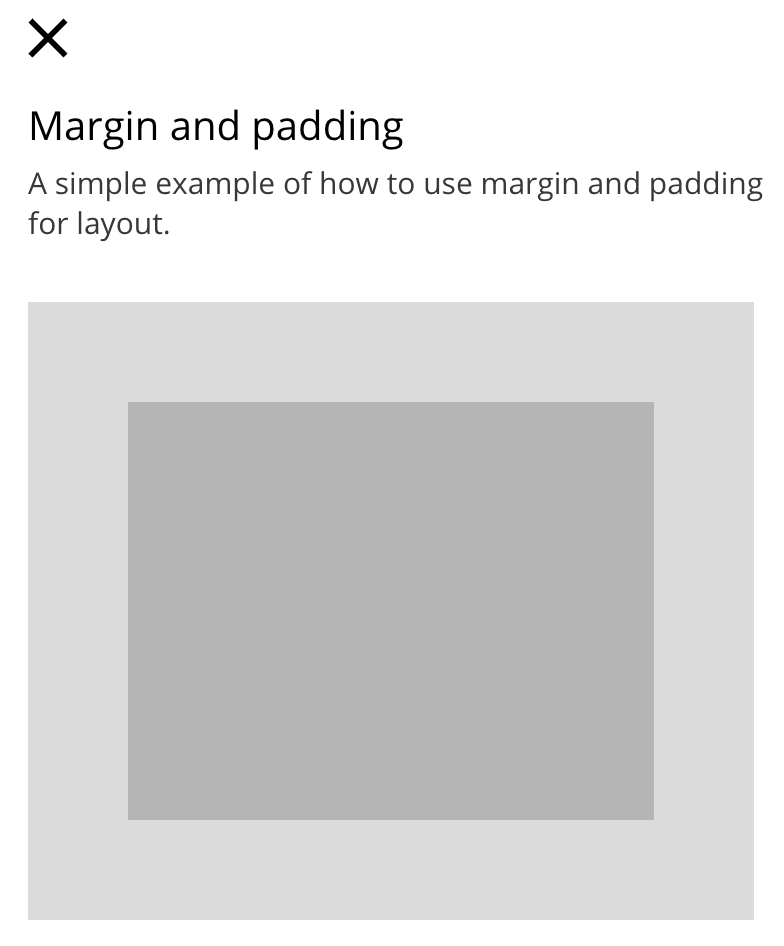 Margin and padding
A simple example of how to use margin and padding
for layout.